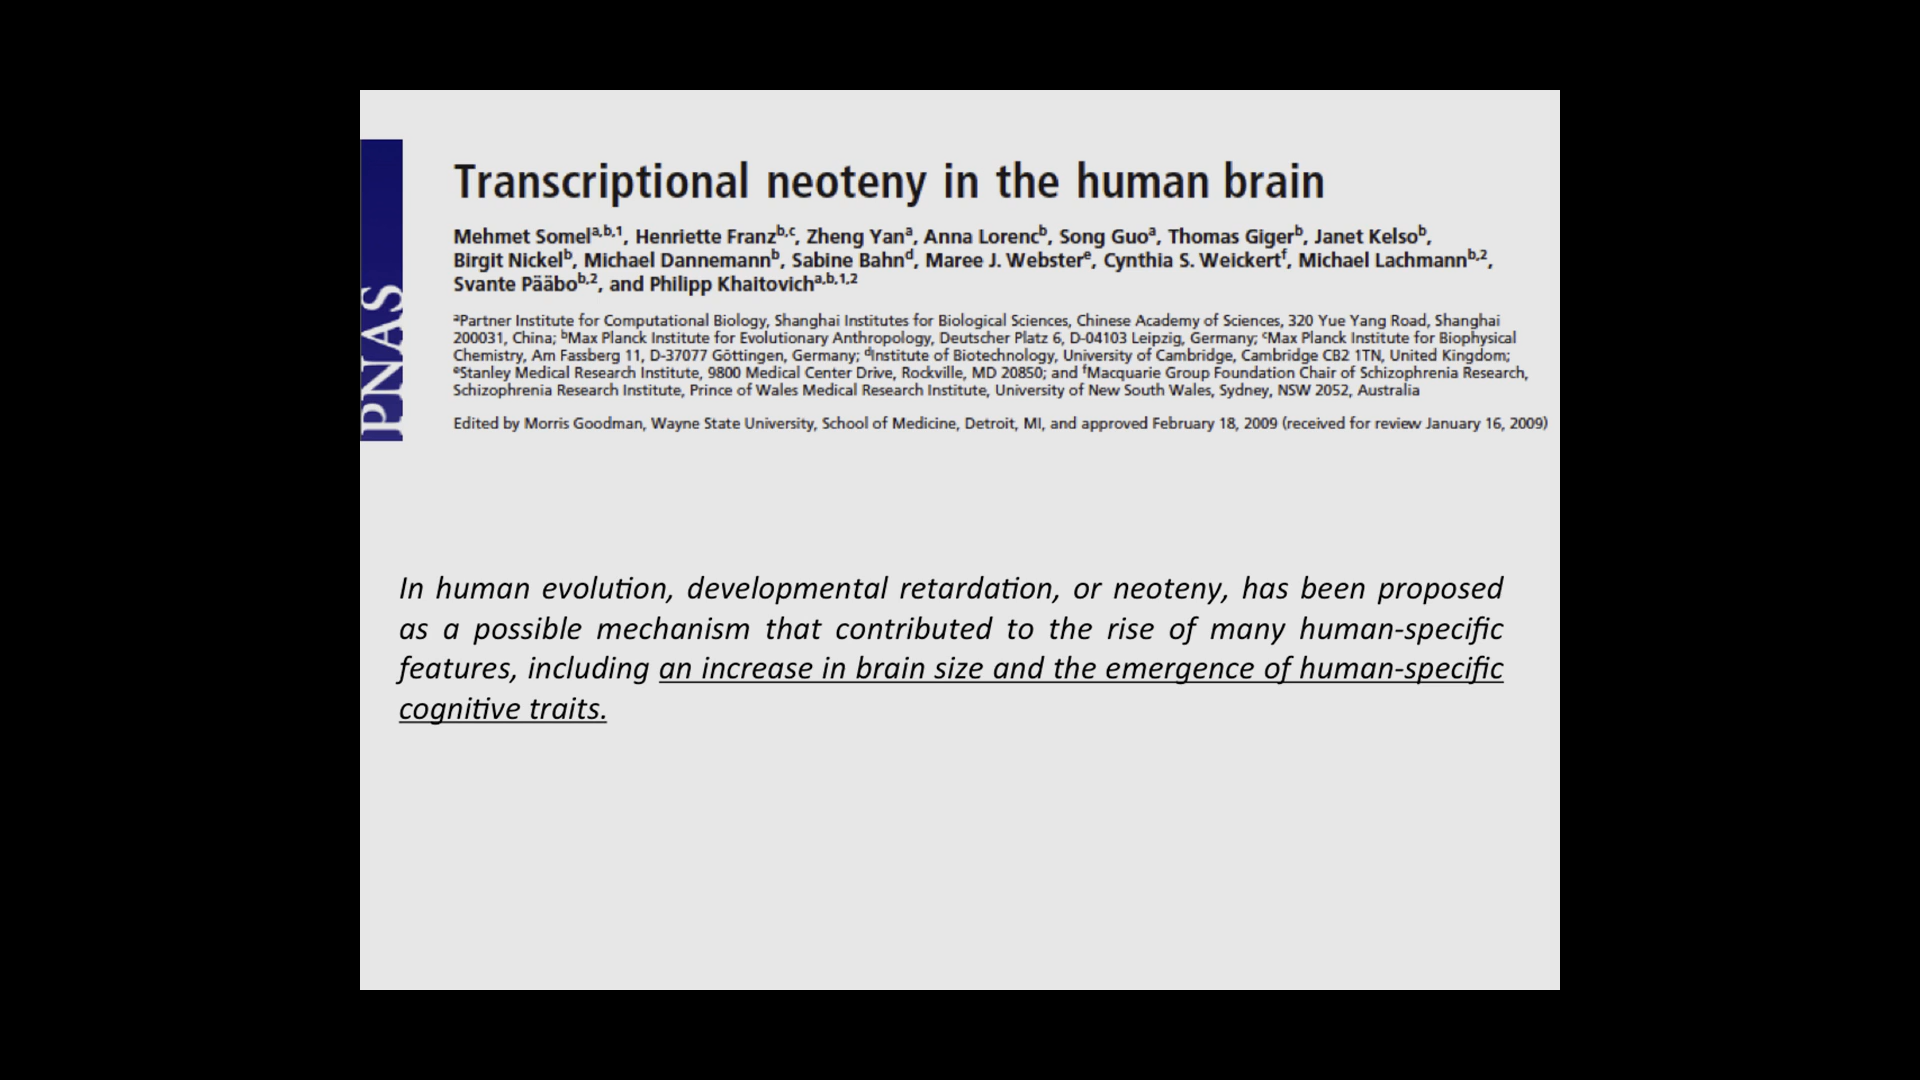 PNAS
Transcriptional neoteny in the human brain
Mehmet Somelᵃ,ᵇ,¹, Henriette Franzᵇ,ᶜ, Zheng Yanᵃ, Anna Lorencᵇ, Song Guoᵃ, Thomas Gigerᵇ, Janet Kelsoᵇ,
Birgit Nickelᵇ, Michael Dannemannᵇ, Sabine Bahnᵈ, Maree J. Websterᵉ, Cynthia S. Weickertᶠ, Michael Lachmannᵇ,²,
Svante Pääboᵇ,², and Philipp Khaitovichᵃ,ᵇ,¹,²
ᵃPartner Institute for Computational Biology, Shanghai Institutes for Biological Sciences, Chinese Academy of Sciences, 320 Yue Yang Road, Shanghai
200031, China; ᵇMax Planck Institute for Evolutionary Anthropology, Deutscher Platz 6, D-04103 Leipzig, Germany; ᶜMax Planck Institute for Biophysical
Chemistry, Am Fassberg 11, D-37077 Göttingen, Germany; ᵈInstitute of Biotechnology, University of Cambridge, Cambridge CB2 1TN, United Kingdom;
ᵉStanley Medical Research Institute, 9800 Medical Center Drive, Rockville, MD 20850; and ᶠMacquarie Group Foundation Chair of Schizophrenia Research,
Schizophrenia Research Institute, Prince of Wales Medical Research Institute, University of New South Wales, Sydney, NSW 2052, Australia
Edited by Morris Goodman, Wayne State University, School of Medicine, Detroit, MI, and approved February 18, 2009 (received for review January 16, 2009)
In human evolution, developmental retardation, or neoteny, has been proposed
as a possible mechanism that contributed to the rise of many human-specific
features, including an increase in brain size and the emergence of human-specific
cognitive traits.